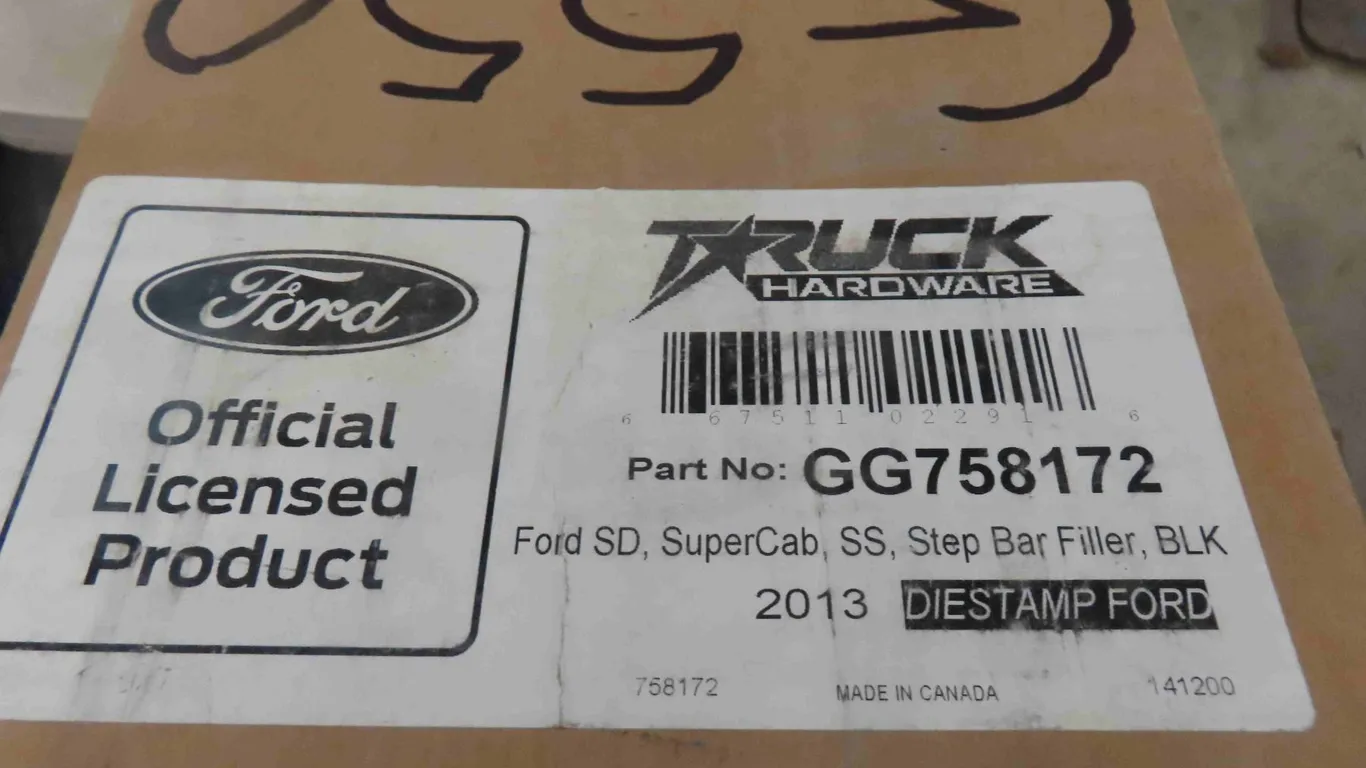 Ford
Official
Licensed
Product
TRUCK
HARDWARE
6 67511 02291 6
Part No: GG758172
Ford SD, SuperCab, SS, Step Bar Filler, BLK
2013 DIESTAMP FORD
758172 MADE IN CANADA 141200